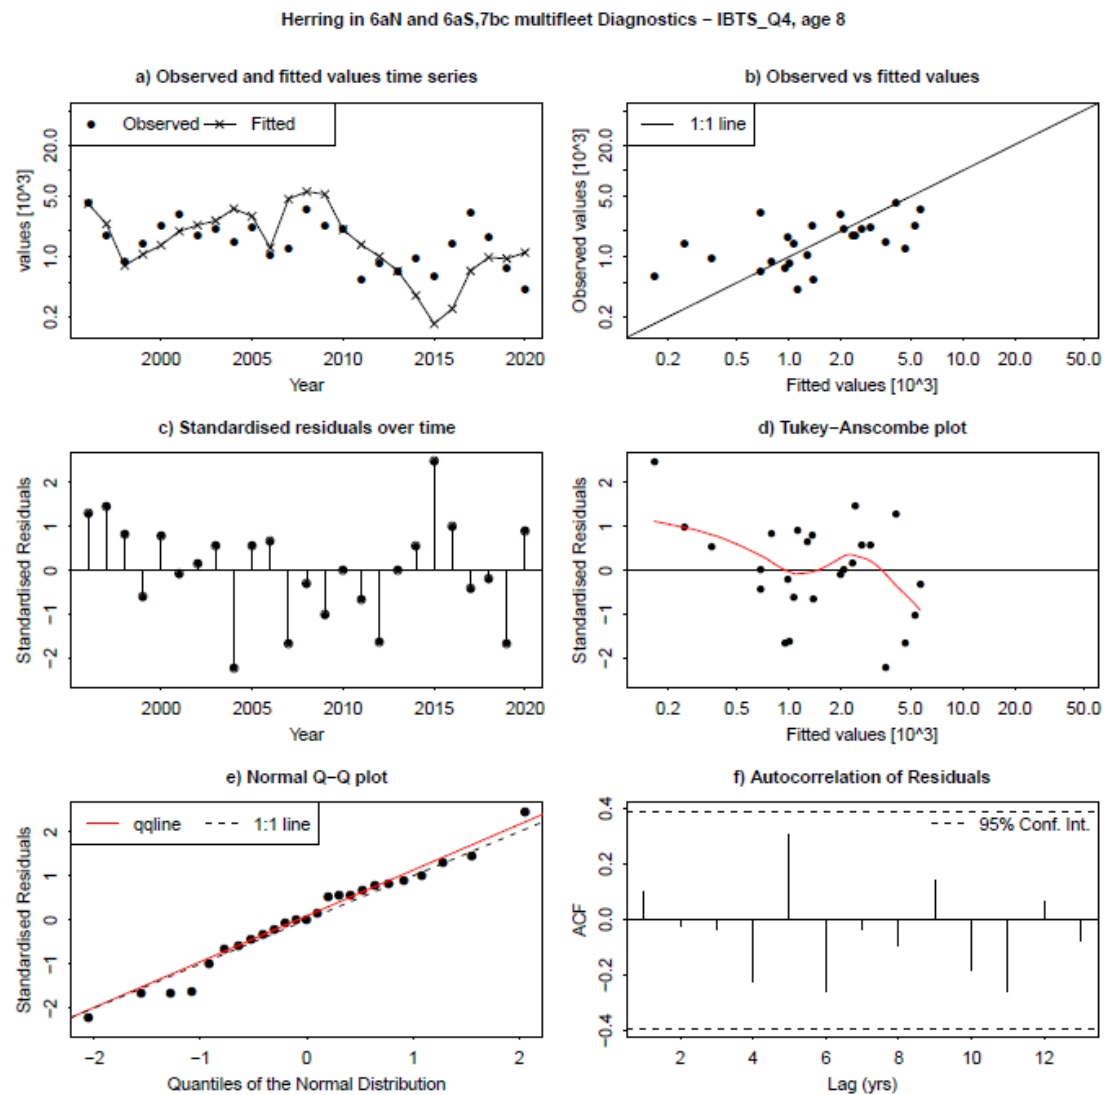 Herring in 6aN and 6aS,7bc multifleet Diagnostics − IBTS_Q4, age 8
a) Observed and fitted values time series
Observed
Fitted
values [10^3]
20.0
5.0
1.0
0.2
2000 2005 2010 2015 2020
Year
b) Observed vs fitted values
1:1 line
Observed values [10^3]
20.0
5.0
1.0
0.2
0.2 0.5 1.0 2.0 5.0 10.0 20.0 50.0
Fitted values [10^3]
c) Standardised residuals over time
Standardised Residuals
2
1
0
−1
−2
2000 2005 2010 2015 2020
Year
d) Tukey−Anscombe plot
Standardised Residuals
2
1
0
−1
−2
0.2 0.5 1.0 2.0 5.0 10.0 20.0 50.0
Fitted values [10^3]
e) Normal Q−Q plot
qqline
1:1 line
Standardised Residuals
2
1
0
−1
−2
−2 −1 0 1 2
Quantiles of the Normal Distribution
f) Autocorrelation of Residuals
95% Conf. Int.
ACF
0.4
0.2
0.0
−0.2
−0.4
2 4 6 8 10 12
Lag (yrs)